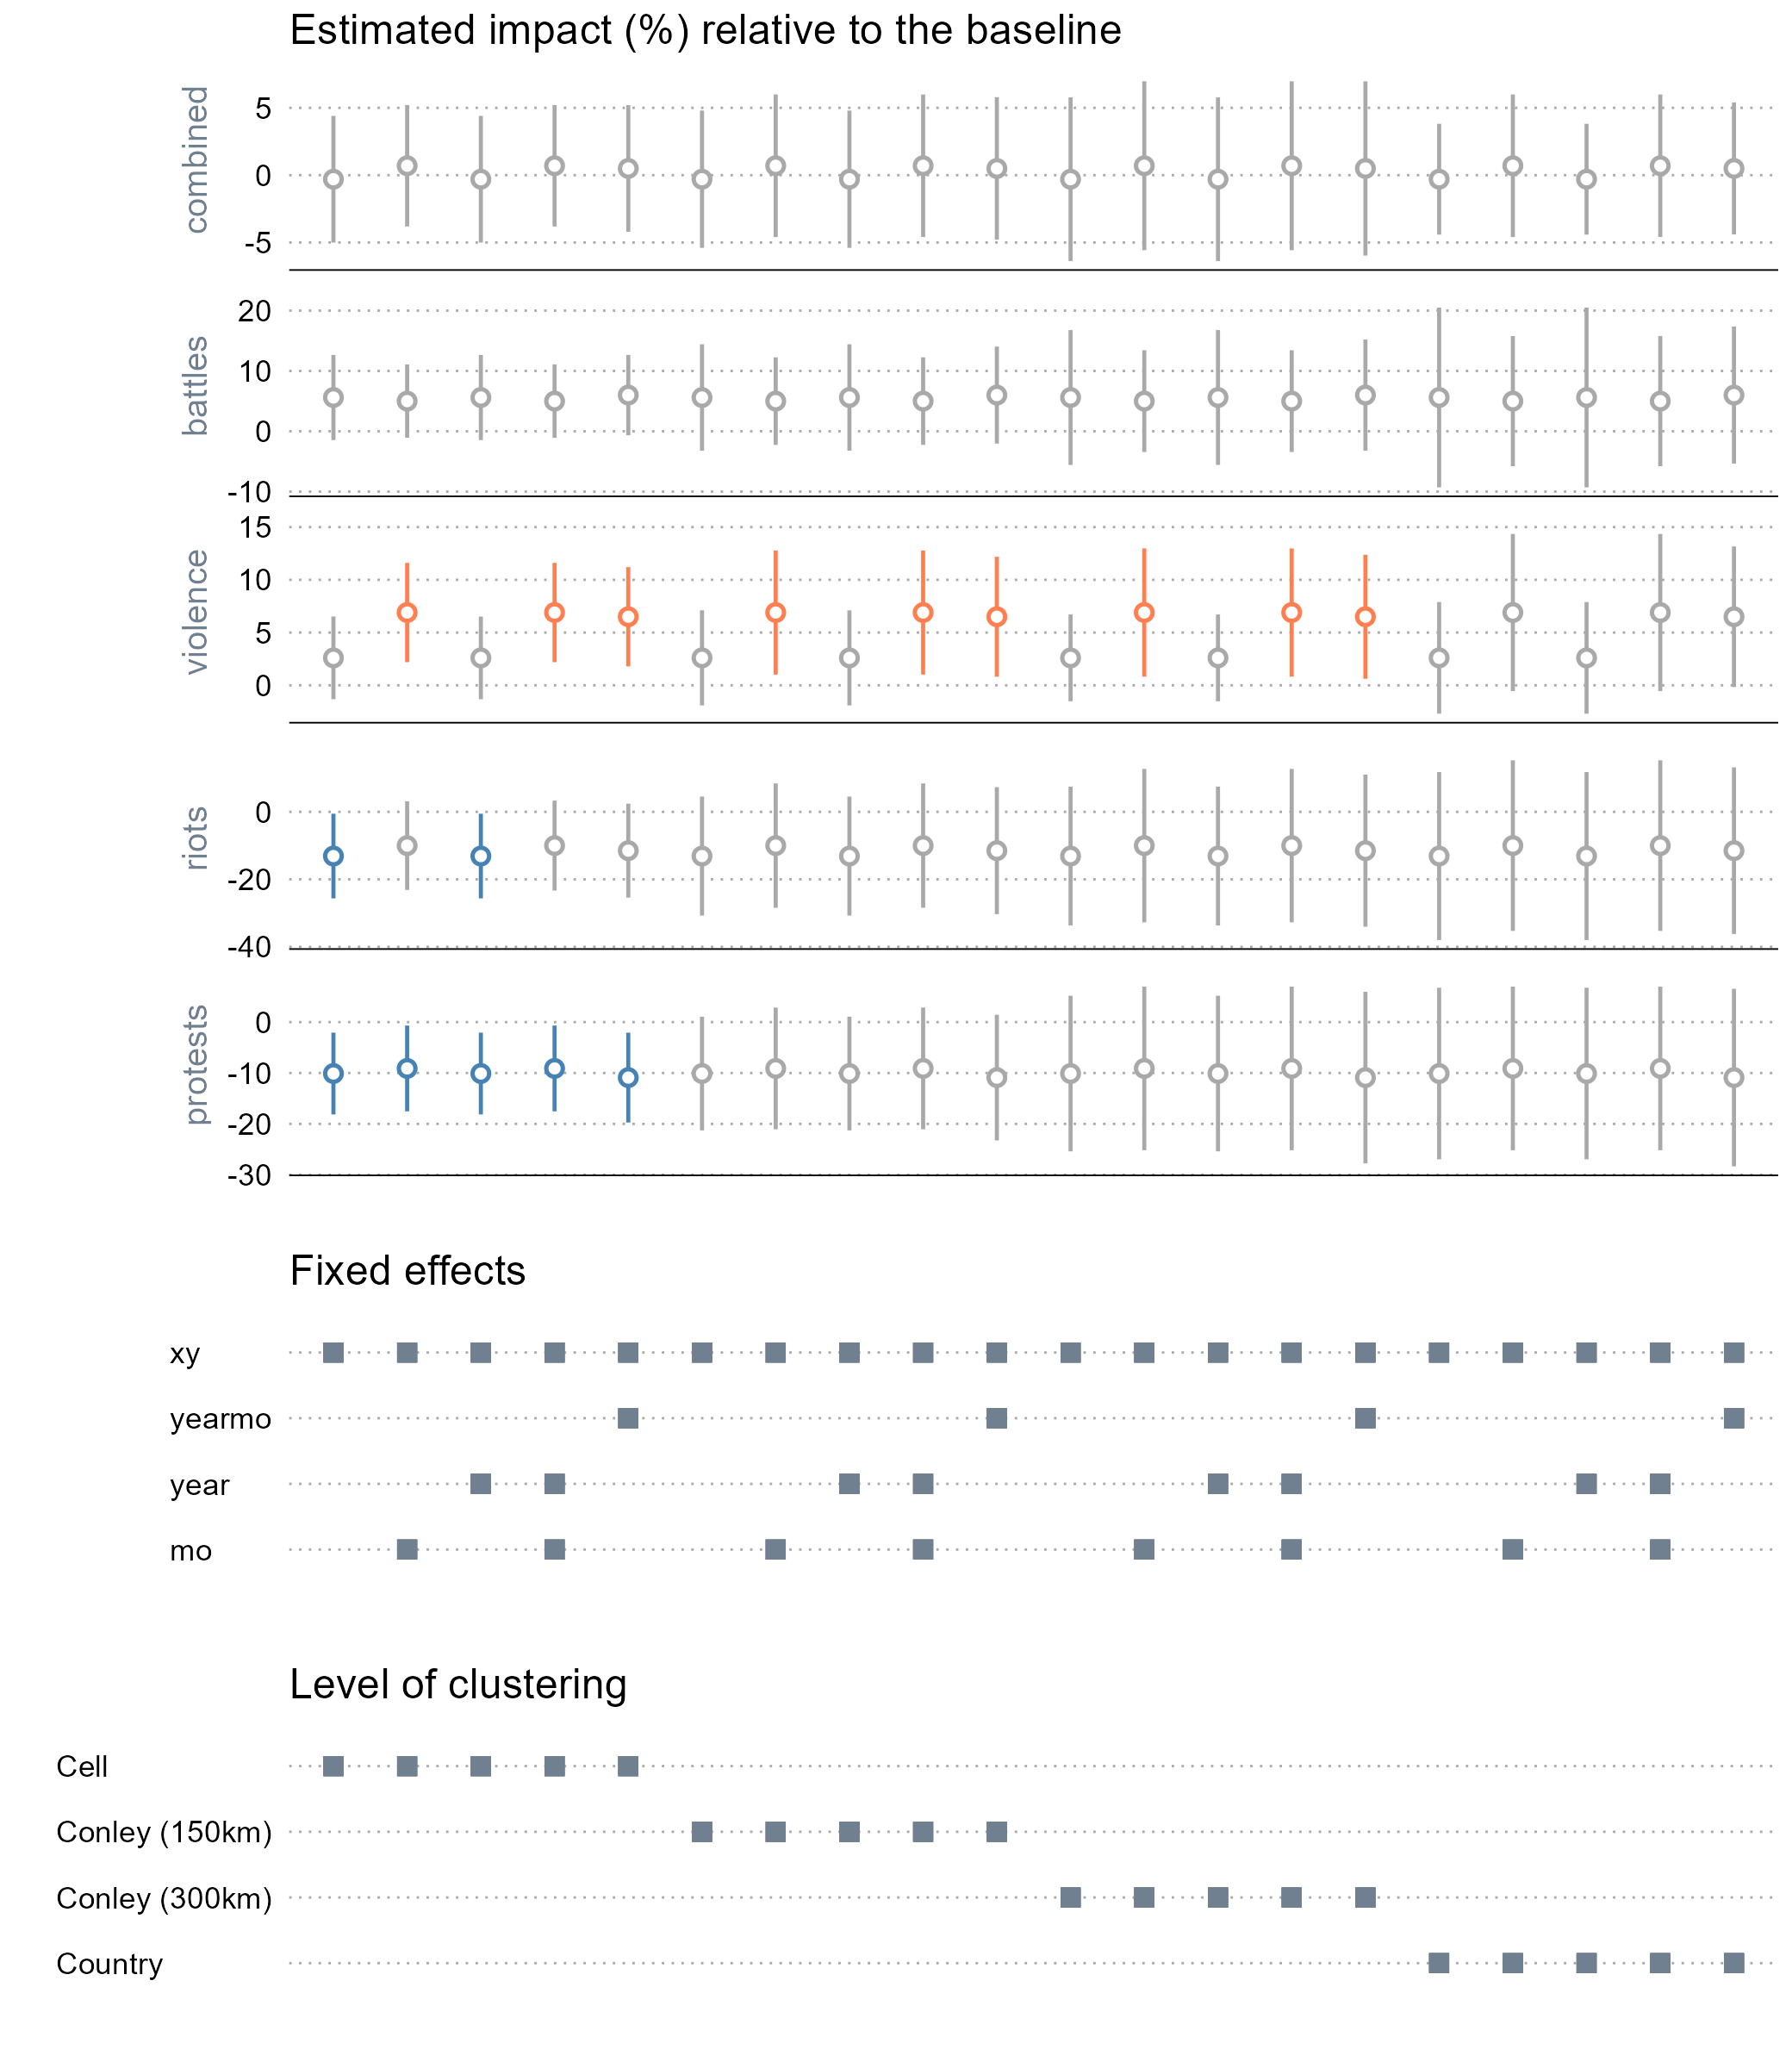 Estimated impact (%) relative to the baseline
combined
5
0
-5
battles
20
10
0
-10
violence
15
10
5
0
riots
0
-20
-40
protests
0
-10
-20
-30
Fixed effects
xy
yearmo
year
mo
Level of clustering
Cell
Conley (150km)
Conley (300km)
Country